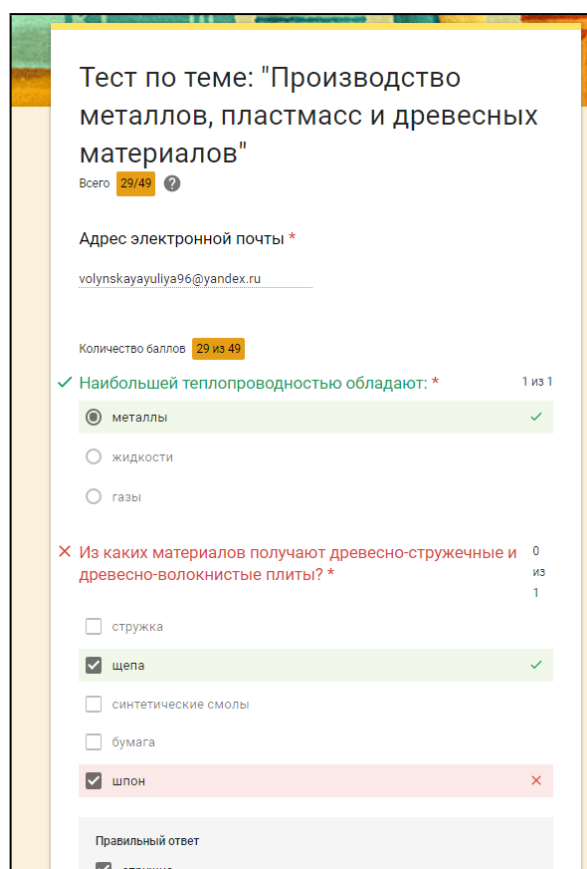 Тест по теме: "Производство
металлов, пластмасс и древесных
материалов"
Всего 29/49 ?
Адрес электронной почты *
volynskayayuliya96@yandex.ru
Количество баллов 29 из 49
Наибольшей теплопроводностью обладают: * 1 из 1
металлы
жидкости
газы
Из каких материалов получают древесно-стружечные и 0
древесно-волокнистые плиты? * из
1
стружка
щепа
синтетические смолы
бумага
шпон
Правильный ответ
стружка